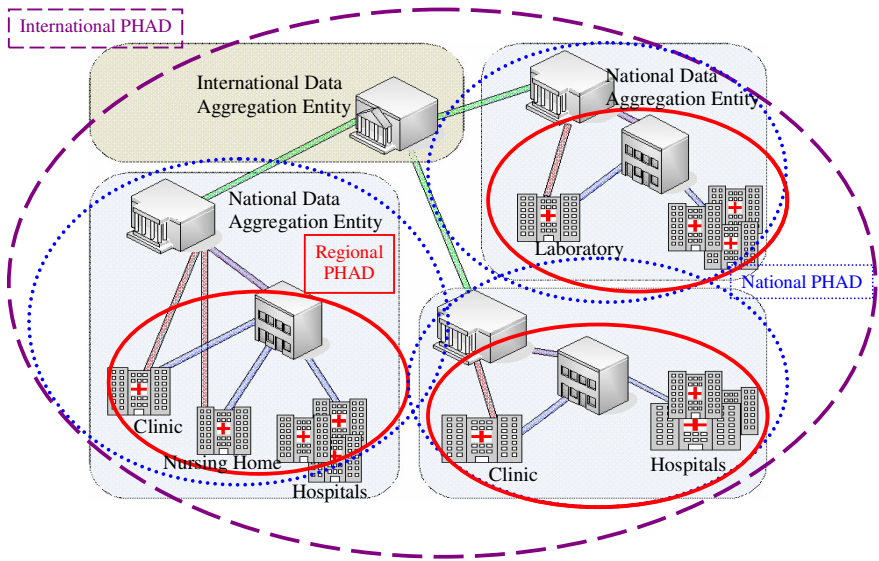 International PHAD
International Data
Aggregation Entity
National Data
Aggregation Entity
Laboratory
National Data
Aggregation Entity
Regional
PHAD
National PHAD
Clinic
Nursing Home
Hospitals
Clinic
Hospitals